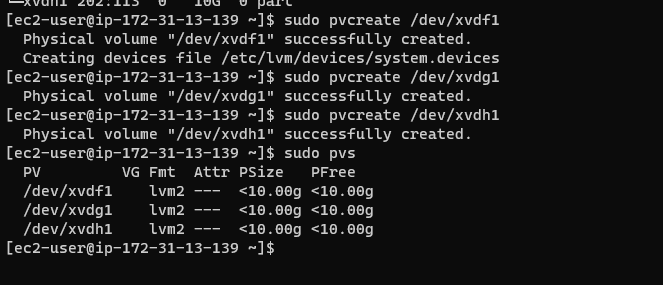 └─xvdh1 202:113  0   10G  0 part
[ec2-user@ip-172-31-13-139 ~]$ sudo pvcreate /dev/xvdf1
  Physical volume "/dev/xvdf1" successfully created.
  Creating devices file /etc/lvm/devices/system.devices
[ec2-user@ip-172-31-13-139 ~]$ sudo pvcreate /dev/xvdg1
  Physical volume "/dev/xvdg1" successfully created.
[ec2-user@ip-172-31-13-139 ~]$ sudo pvcreate /dev/xvdh1
  Physical volume "/dev/xvdh1" successfully created.
[ec2-user@ip-172-31-13-139 ~]$ sudo pvs
  PV         VG Fmt  Attr PSize   PFree
  /dev/xvdf1    lvm2 ---  <10.00g <10.00g
  /dev/xvdg1    lvm2 ---  <10.00g <10.00g
  /dev/xvdh1    lvm2 ---  <10.00g <10.00g
[ec2-user@ip-172-31-13-139 ~]$